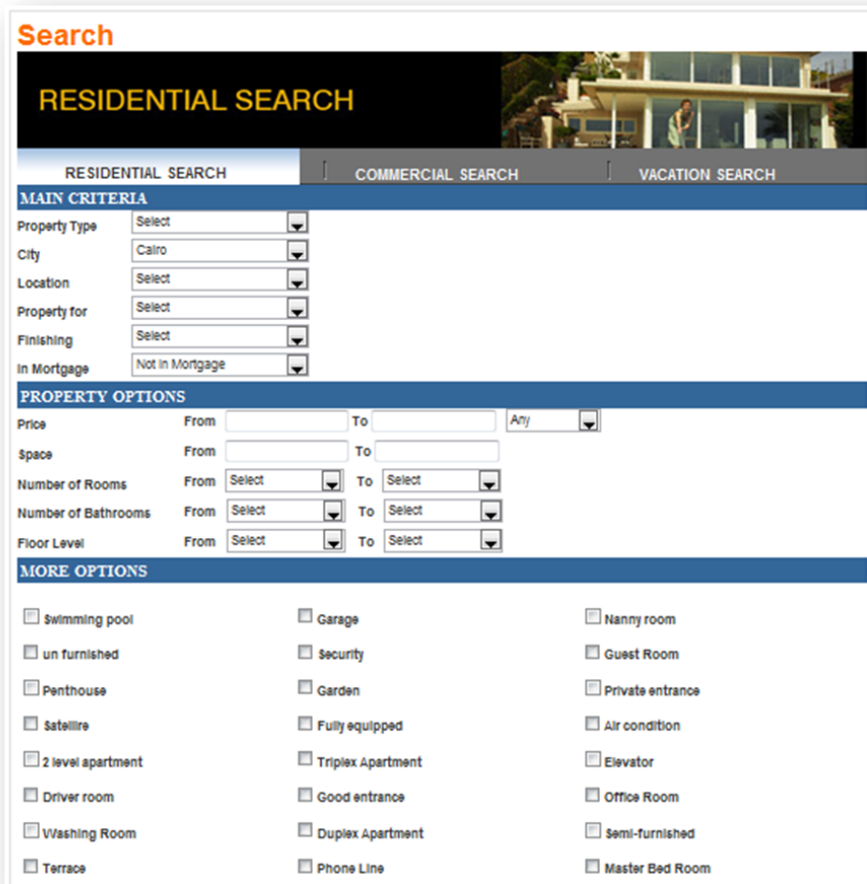 Search
RESIDENTIAL SEARCH
RESIDENTIAL SEARCH COMMERCIAL SEARCH VACATION SEARCH
MAIN CRITERIA
Property Type Select
City Cairo
Location Select
Property for Select
Finishing Select
In Mortgage Not In Mortgage
PROPERTY OPTIONS
Price From To Any
Space From To
Number of Rooms From Select To Select
Number of Bathrooms From Select To Select
Floor Level From Select To Select
MORE OPTIONS
Swimming pool Garage Nanny room
un furnished Security Guest Room
Penthouse Garden Private entrance
Satellire Fully equipped Air condition
2 level apartment Triplex Apartment Elevator
Driver room Good entrance Office Room
Washing Room Duplex Apartment Semi-furnished
Terrace Phone Line Master Bed Room